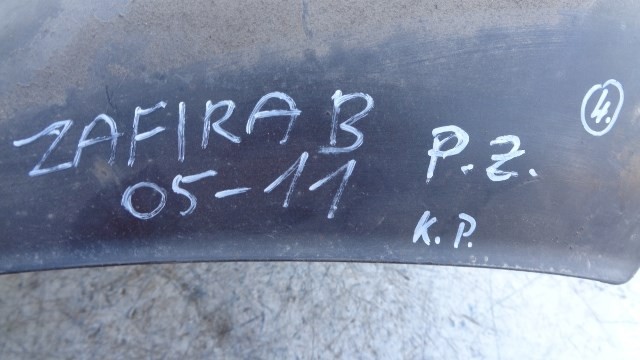 ZAFIRA B
05-11
P.Z.
K.P.
4.